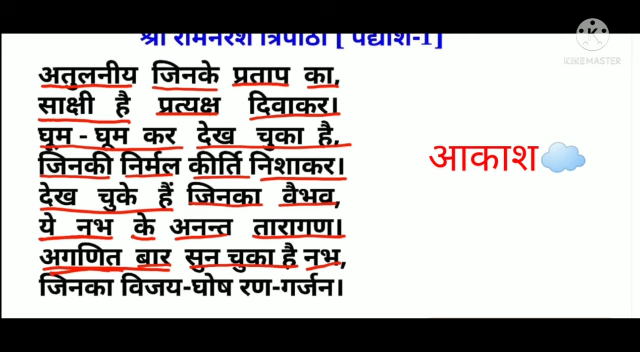 श्री रामनरेश त्रिपाठी [ पद्यांश-1]
अतुलनीय जिनके प्रताप का,
साक्षी है प्रत्यक्ष दिवाकर।
घूम - घूम कर देख चुका है,
जिनकी निर्मल कीर्ति निशाकर।
देख चुके हैं जिनका वैभव,
ये नभ के अनन्त तारागण।
अगणित बार सुन चुका है नभ,
जिनका विजय-घोष रण-गर्जन।
आकाश
KINEMASTER